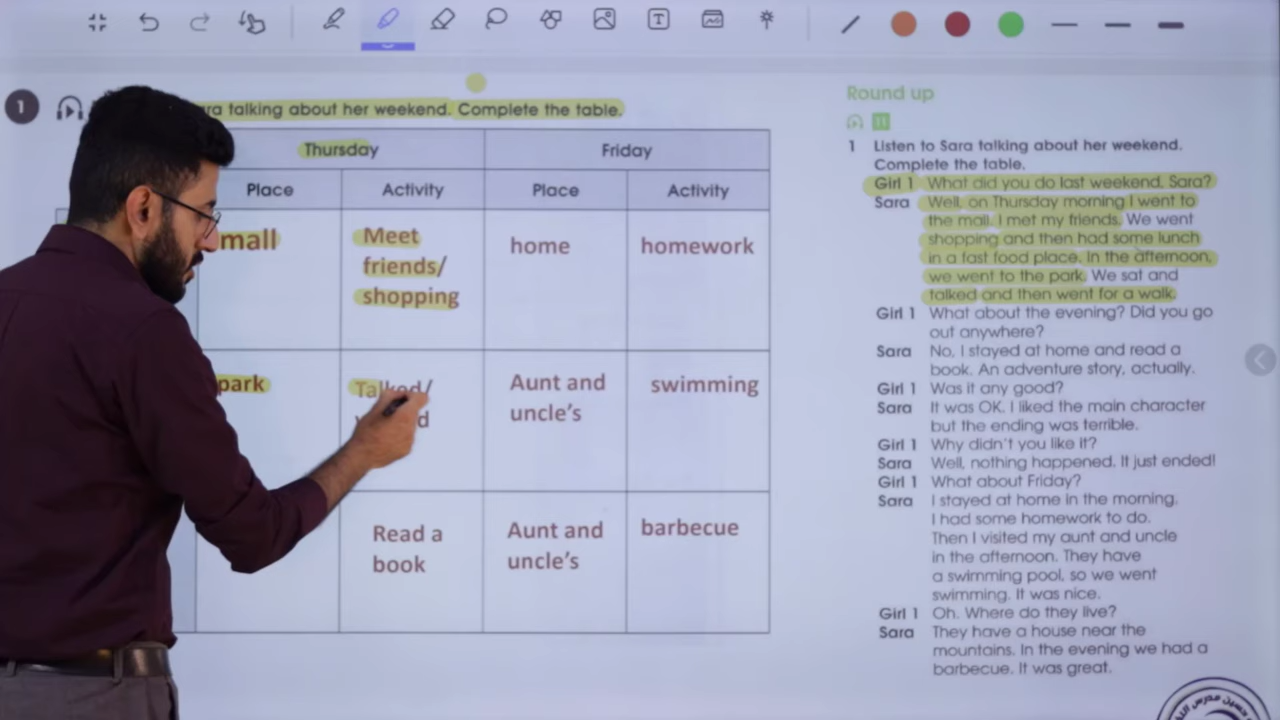 1
ra talking about her weekend. Complete the table.
Thursday
Friday
Place
Activity
Place
Activity
mall
Meet
friends/
shopping
home
homework
park
Talked/
Aunt and
uncle's
swimming
Read a
book
Aunt and
uncle's
barbecue
Round up
11
1 Listen to Sara talking about her weekend.
Complete the table.
Girl 1 What did you do last weekend, Sara?
Sara Well, on Thursday morning I went to
the mall. I met my friends. We went
shopping and then had some lunch
in a fast food place. In the afternoon,
we went to the park. We sat and
talked and then went for a walk.
Girl 1 What about the evening? Did you go
out anywhere?
Sara No, I stayed at home and read a
book. An adventure story, actually.
Girl 1 Was it any good?
Sara It was OK. I liked the main character
but the ending was terrible.
Girl 1 Why didn't you like it?
Sara Well, nothing happened. It just ended!
Girl 1 What about Friday?
Sara I stayed at home in the morning.
I had some homework to do.
Then I visited my aunt and uncle
in the afternoon. They have
a swimming pool, so we went
swimming. It was nice.
Girl 1 Oh. Where do they live?
Sara They have a house near the
mountains. In the evening we had a
barbecue. It was great.